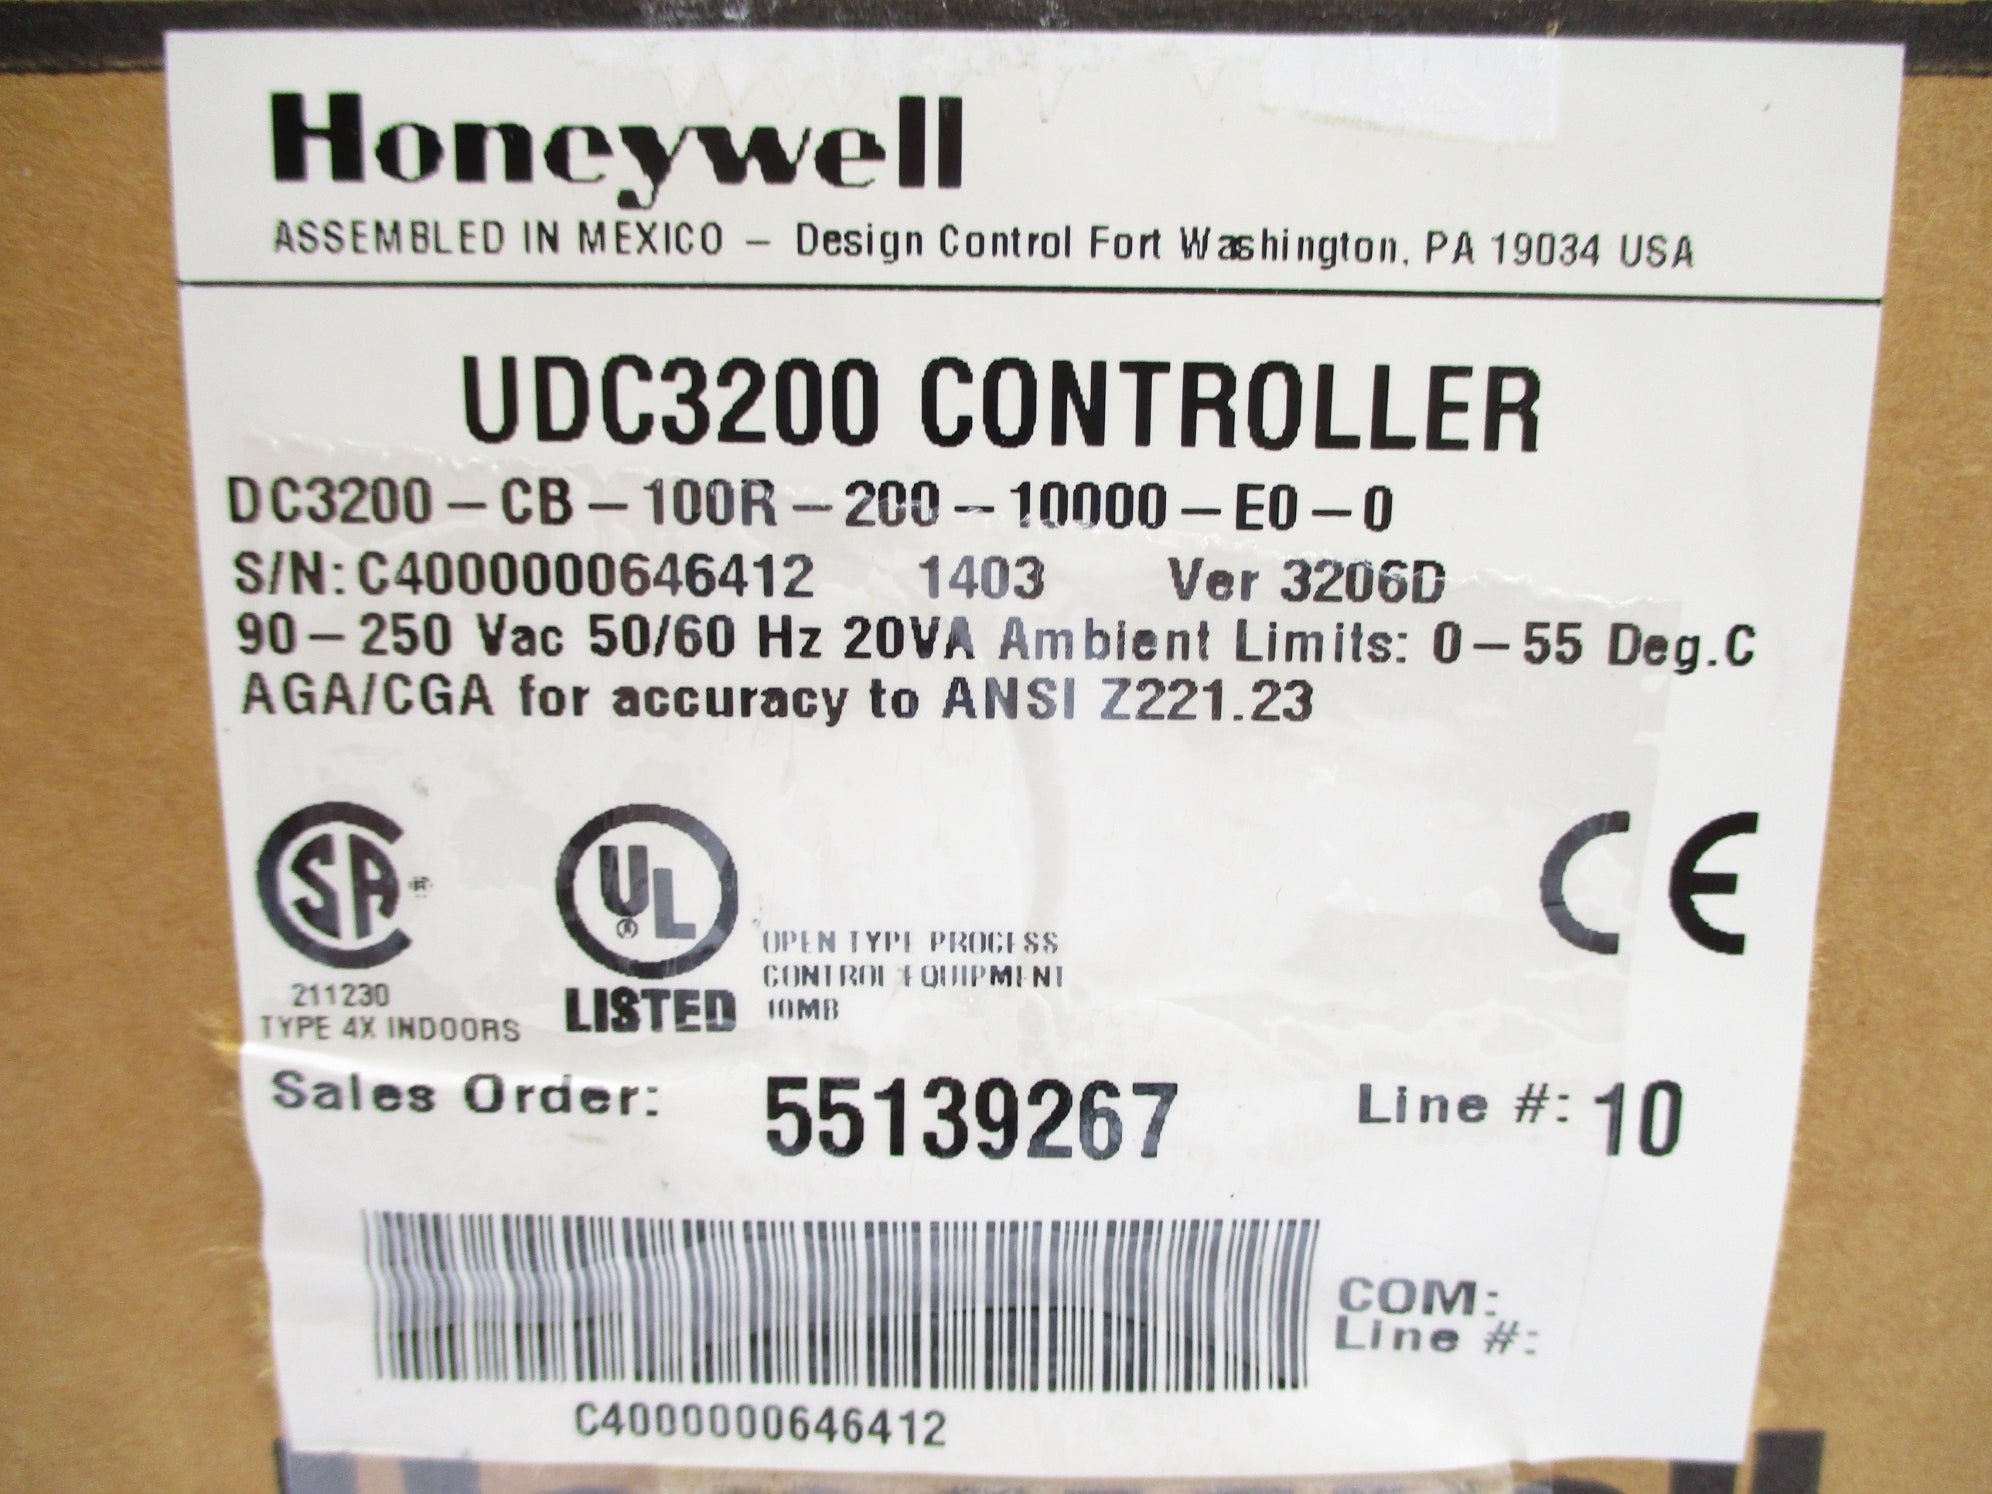 Honeywell
ASSEMBLED IN MEXICO – Design Control Fort Washington, PA 19034 USA
UDC3200 CONTROLLER
DC3200–CB–100R–200–10000–E0–0
S/N: C4000000646412 1403 Ver 3206D
90–250 Vac 50/60 Hz 20VA Ambient Limits: 0–55 Deg.C
AGA/CGA for accuracy to ANSI Z221.23
CSA ®
211230
TYPE 4X INDOORS
UL ®
LISTED
OPEN TYPE PROCESS
CONTROL EQUIPMENT
10MB
CE
Sales Order: 55139267 Line #: 10
COM:
Line #:
C4000000646412